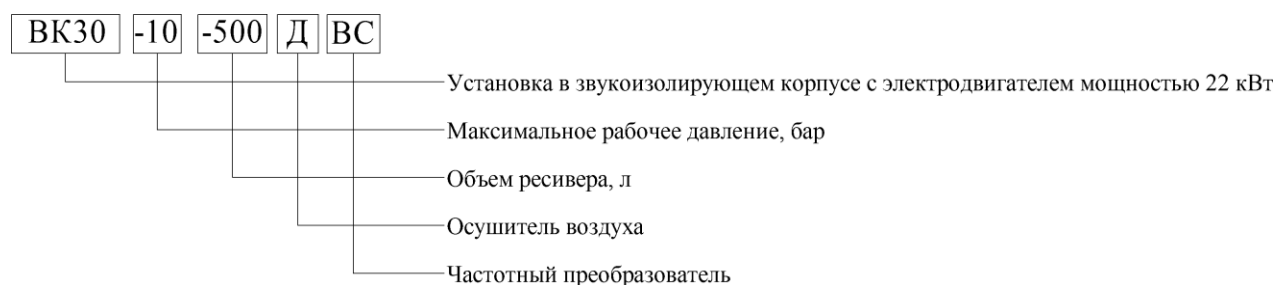 ВК30 -10 -500 Д ВС
Установка в звукоизолирующем корпусе с электродвигателем мощностью 22 кВт
Максимальное рабочее давление, бар
Объем ресивера, л
Осушитель воздуха
Частотный преобразователь